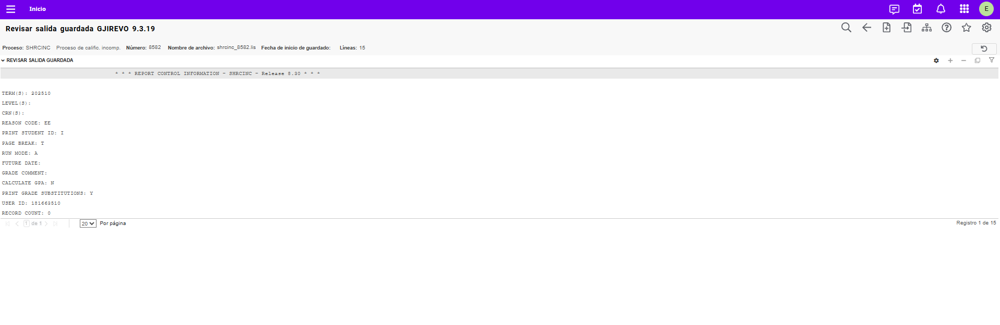 Inicio
E
Revisar salida guardada GJIREVO 9.3.19
Proceso: SHRCINC Proceso de calific. incomp. Número: 8582 Nombre de archivo: shrcinc_8582.lis Fecha de inicio de guardado: Líneas: 15
REVISAR SALIDA GUARDADA
* * * REPORT CONTROL INFORMATION - SHRCINC - Release 8.30 * * *
TERM(S): 202510
LEVEL(S):
CRN(S):
REASON CODE: EE
PRINT STUDENT ID: I
PAGE BREAK: T
RUN MODE: A
FUTURE DATE:
GRADE COMMENT:
CALCULATE GPA: N
PRINT GRADE SUBSTITUTIONS: Y
USER ID: 181663510
RECORD COUNT: 0
1 de 1 20 Por página Registro 1 de 15